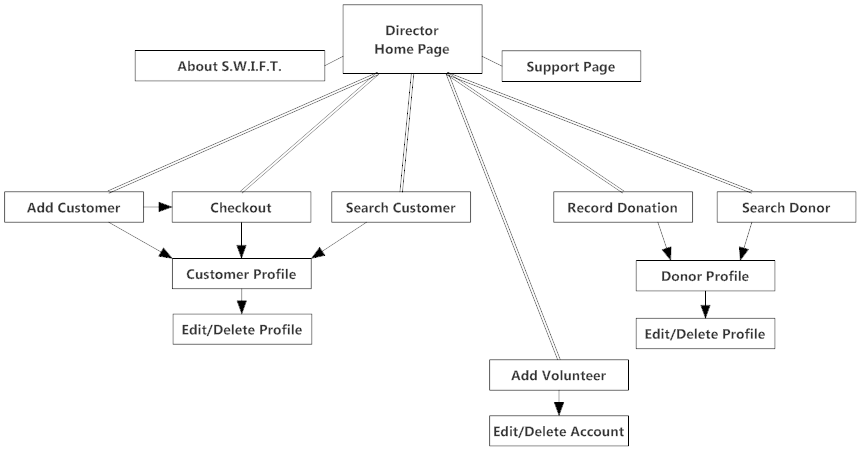 Director
Home Page
About S.W.I.F.T.
Support Page
Add Customer
Checkout
Search Customer
Record Donation
Search Donor
Customer Profile
Donor Profile
Edit/Delete Profile
Edit/Delete Profile
Add Volunteer
Edit/Delete Account